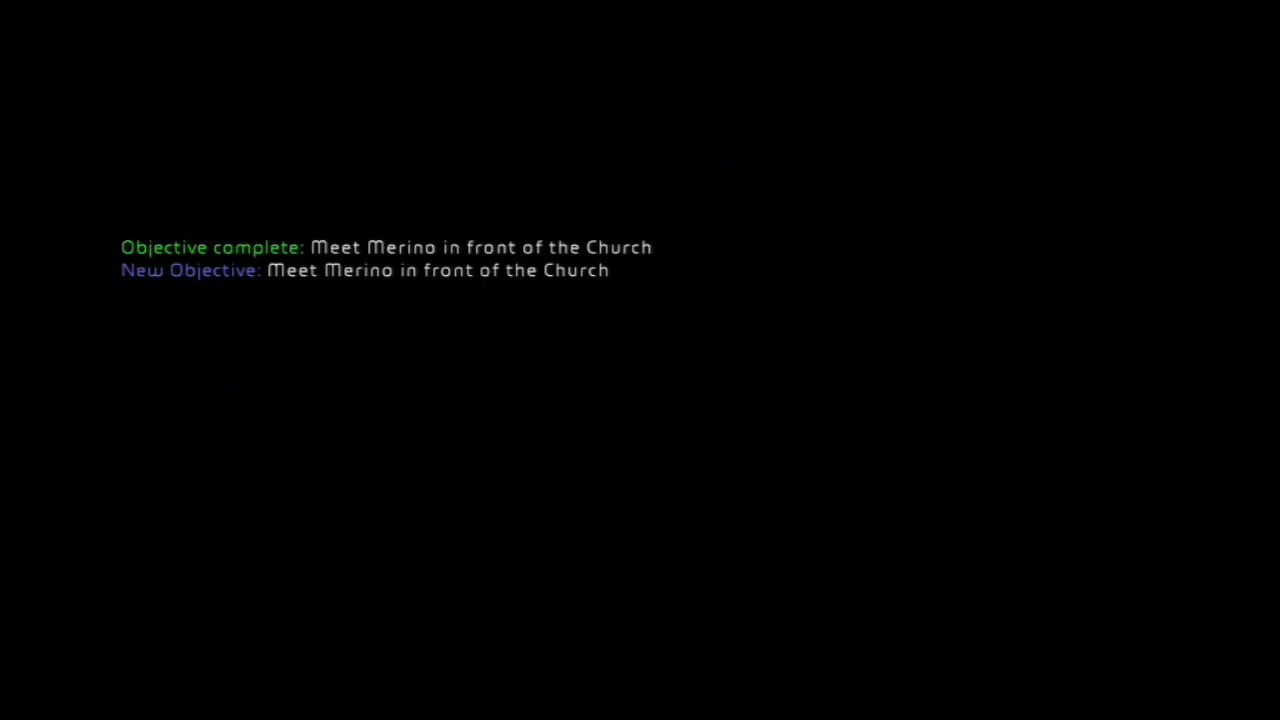 Objective complete: Meet Merino in front of the Church
New Objective: Meet Merino in front of the Church